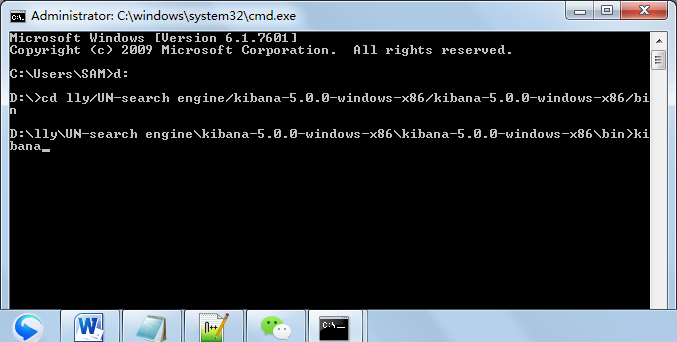 Administrator: C:\windows\system32\cmd.exe
Microsoft Windows [Version 6.1.7601]
Copyright (c) 2009 Microsoft Corporation.  All rights reserved.
C:\Users\SAM>d:
D:\>cd lly/UN-search engine/kibana-5.0.0-windows-x86/kibana-5.0.0-windows-x86/bi
n
D:\lly\UN-search engine\kibana-5.0.0-windows-x86\kibana-5.0.0-windows-x86\bin>ki
bana